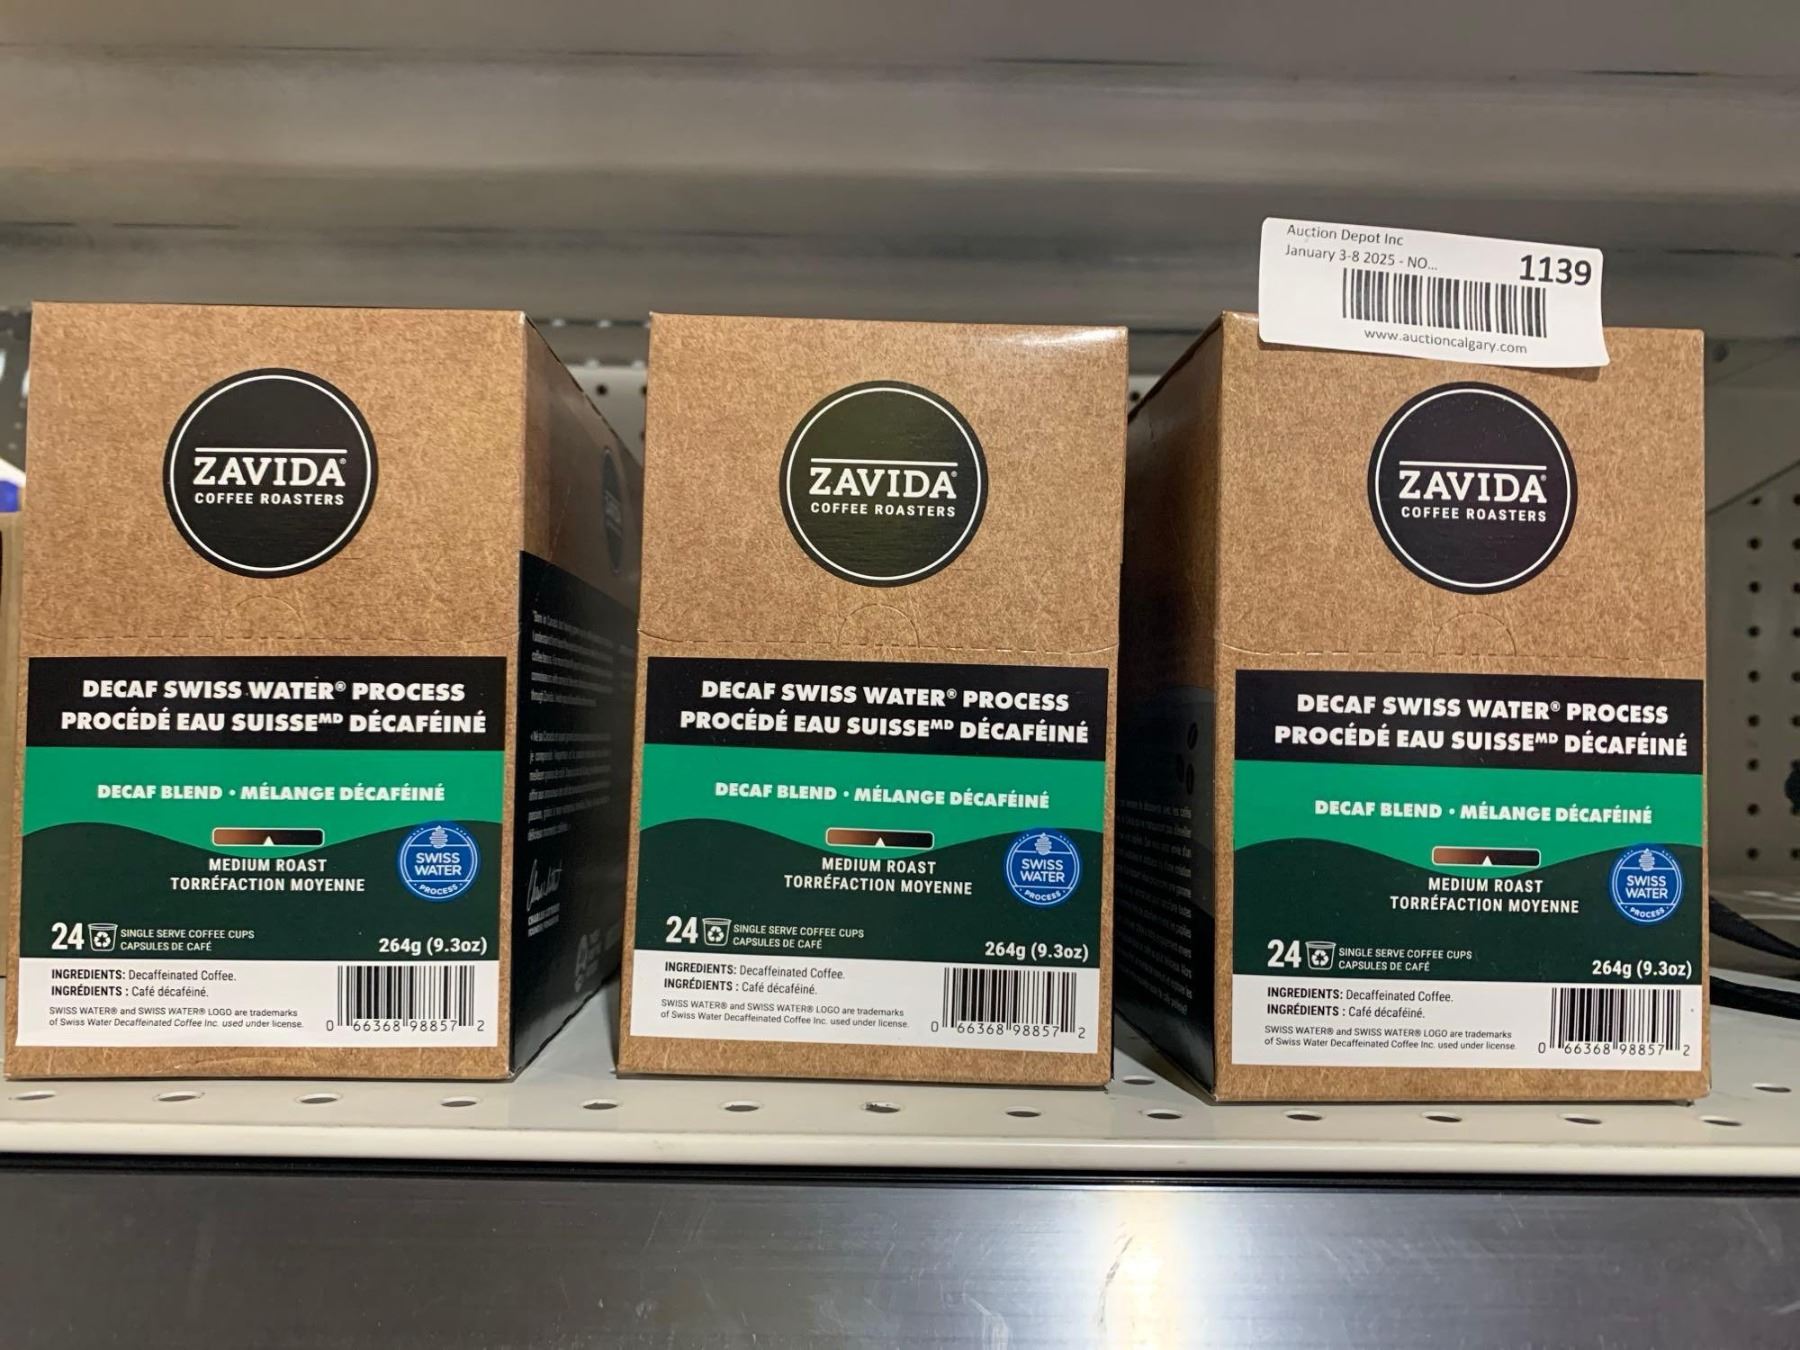 Auction Depot Inc
January 3-8 2025 - NO...
1139
www.auctioncalgary.com
ZAVIDA®
COFFEE ROASTERS
DECAF SWISS WATER® PROCESS
PROCÉDÉ EAU SUISSEᴹᴰ DÉCAFÉINÉ
DECAF BLEND • MÉLANGE DÉCAFÉINÉ
MEDIUM ROAST
TORRÉFACTION MOYENNE
SWISS
WATER
PROCESS
24 SINGLE SERVE COFFEE CUPS
CAPSULES DE CAFÉ
264g (9.3oz)
INGREDIENTS: Decaffeinated Coffee.
INGRÉDIENTS : Café décaféiné.
SWISS WATER® and SWISS WATER® LOGO are trademarks
of Swiss Water Decaffeinated Coffee Inc. used under license.
0 66368 98857 2
ZAVIDA®
COFFEE ROASTERS
DECAF SWISS WATER® PROCESS
PROCÉDÉ EAU SUISSEᴹᴰ DÉCAFÉINÉ
DECAF BLEND • MÉLANGE DÉCAFÉINÉ
MEDIUM ROAST
TORRÉFACTION MOYENNE
SWISS
WATER
PROCESS
24 SINGLE SERVE COFFEE CUPS
CAPSULES DE CAFÉ
264g (9.3oz)
INGREDIENTS: Decaffeinated Coffee.
INGRÉDIENTS : Café décaféiné.
SWISS WATER® and SWISS WATER® LOGO are trademarks
of Swiss Water Decaffeinated Coffee Inc. used under license.
0 66368 98857 2
ZAVIDA®
COFFEE ROASTERS
DECAF SWISS WATER® PROCESS
PROCÉDÉ EAU SUISSEᴹᴰ DÉCAFÉINÉ
DECAF BLEND • MÉLANGE DÉCAFÉINÉ
MEDIUM ROAST
TORRÉFACTION MOYENNE
SWISS
WATER
PROCESS
24 SINGLE SERVE COFFEE CUPS
CAPSULES DE CAFÉ
264g (9.3oz)
INGREDIENTS: Decaffeinated Coffee.
INGRÉDIENTS : Café décaféiné.
SWISS WATER® and SWISS WATER® LOGO are trademarks
of Swiss Water Decaffeinated Coffee Inc. used under license.
0 66368 98857 2